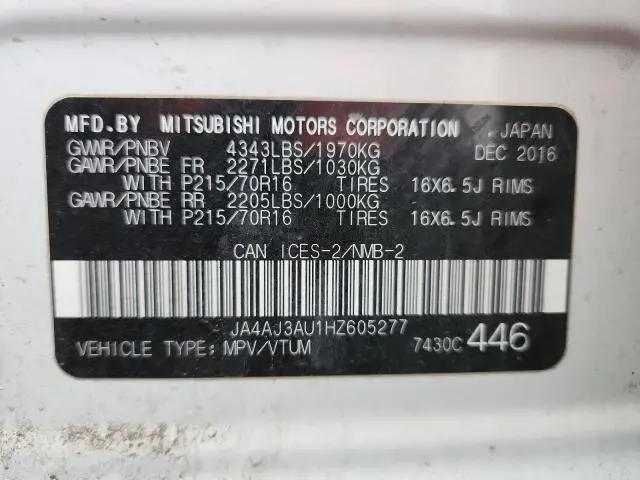 MFD.BY MITSUBISHI MOTORS CORPORATION . JAPAN
GVWR/PNBV 4343LBS/1970KG DEC 2016
GAWR/PNBE FR 2271LBS/1030KG
WITH P215/70R16 TIRES 16X6.5J RIMS
GAWR/PNBE RR 2205LBS/1000KG
WITH P215/70R16 TIRES 16X6.5J RIMS
CAN ICES-2/NMB-2
JA4AJ3AU1HZ605277
VEHICLE TYPE: MPV/VTUM 7430C 446